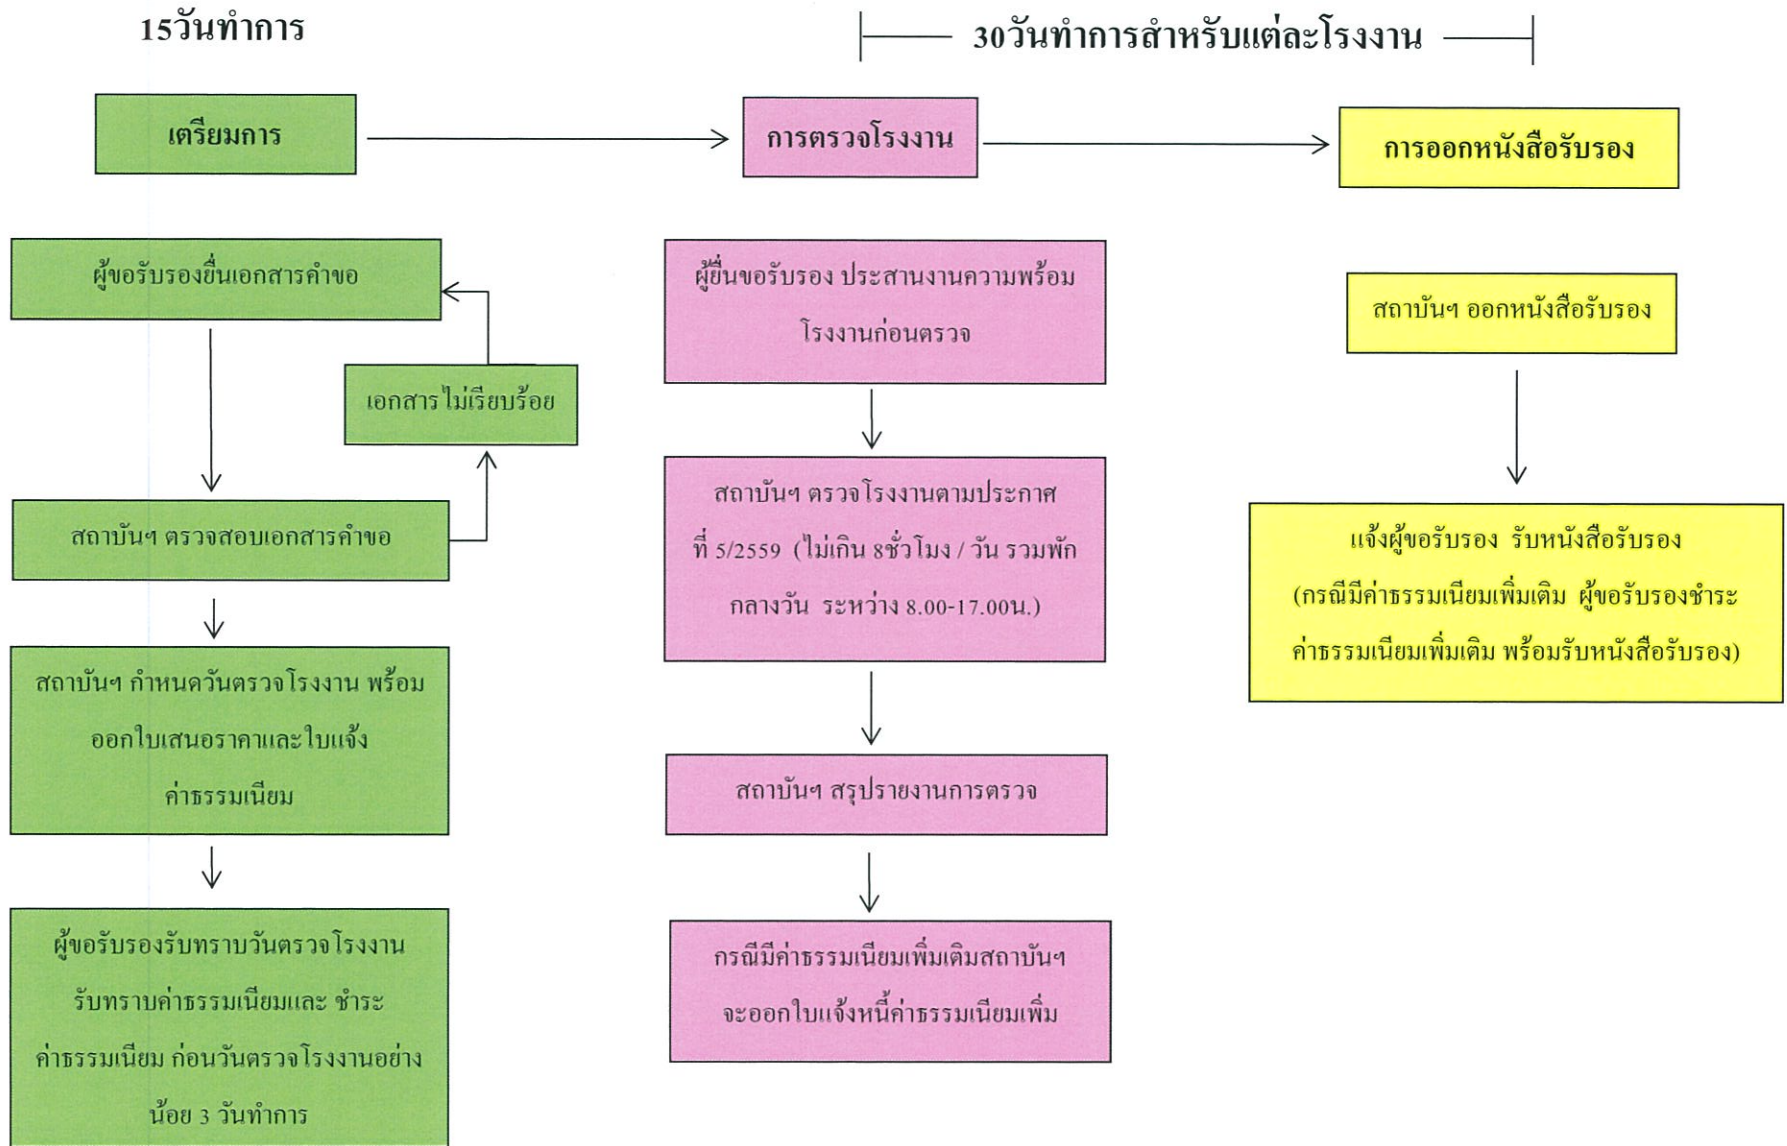 15วันทำการ
30วันทำการสำหรับแต่ละโรงงาน
เตรียมการ
การตรวจโรงงาน
การออกหนังสือรับรอง
ผู้ขอรับรองยื่นเอกสารคำขอ
เอกสารไม่เรียบร้อย
สถาบันฯ ตรวจสอบเอกสารคำขอ
สถาบันฯ กำหนดวันตรวจโรงงาน พร้อม
ออกใบเสนอราคาและใบแจ้ง
ค่าธรรมเนียม
ผู้ขอรับรองรับทราบวันตรวจโรงงาน
รับทราบค่าธรรมเนียมและ ชำระ
ค่าธรรมเนียม ก่อนวันตรวจโรงงานอย่าง
น้อย 3 วันทำการ
ผู้ยื่นขอรับรอง ประสานงานความพร้อม
โรงงานก่อนตรวจ
สถาบันฯ ตรวจโรงงานตามประกาศ
ที่ 5/2559 (ไม่เกิน 8ชั่วโมง / วัน รวมพัก
กลางวัน ระหว่าง 8.00-17.00น.)
สถาบันฯ สรุปรายงานการตรวจ
กรณีมีค่าธรรมเนียมเพิ่มเติมสถาบันฯ
จะออกใบแจ้งหนี้ค่าธรรมเนียมเพิ่ม
สถาบันฯ ออกหนังสือรับรอง
แจ้งผู้ขอรับรอง รับหนังสือรับรอง
(กรณีมีค่าธรรมเนียมเพิ่มเติม ผู้ขอรับรองชำระ
ค่าธรรมเนียมเพิ่มเติม พร้อมรับหนังสือรับรอง)